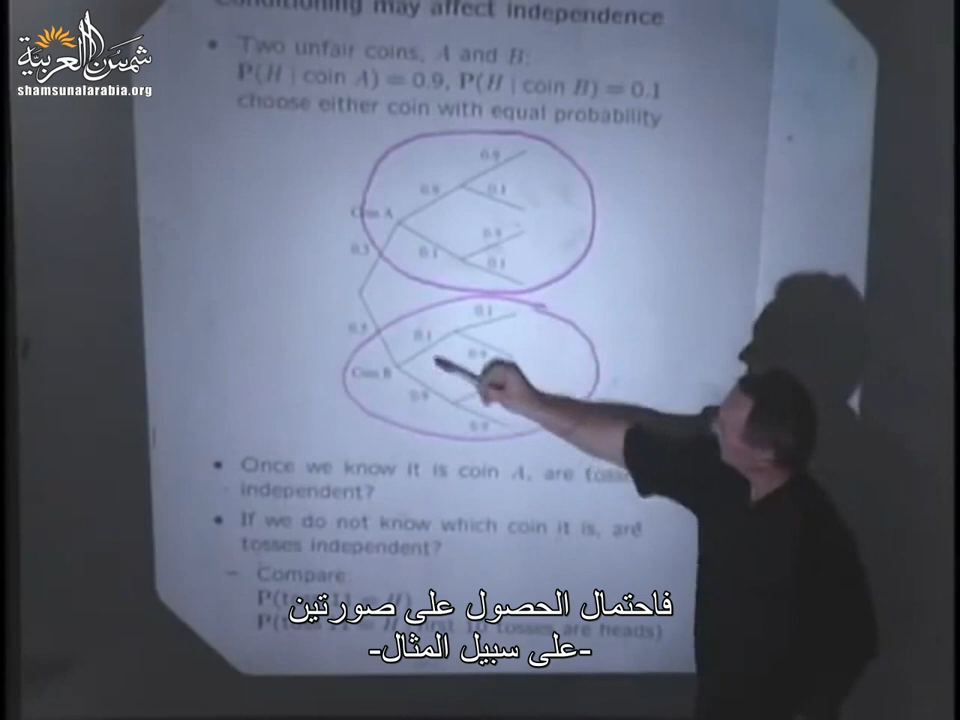 شمس العربية
shamsunalarabia.org
Conditioning may affect independence
• Two unfair coins, A and B:
P(H | coin A) = 0.9, P(H | coin B) = 0.1
choose either coin with equal probability
0.9
0.9
0.1
Coin A
0.9
0.5
0.1
0.1
0.1
0.5
0.1
0.9
Coin B
0.9
0.9
• Once we know it is coin A, are
independent?
• If we do not know which coin it is, are
tosses independent?
– Compare:
فاحتمال الحصول على صورتين
-على سبيل المثال-